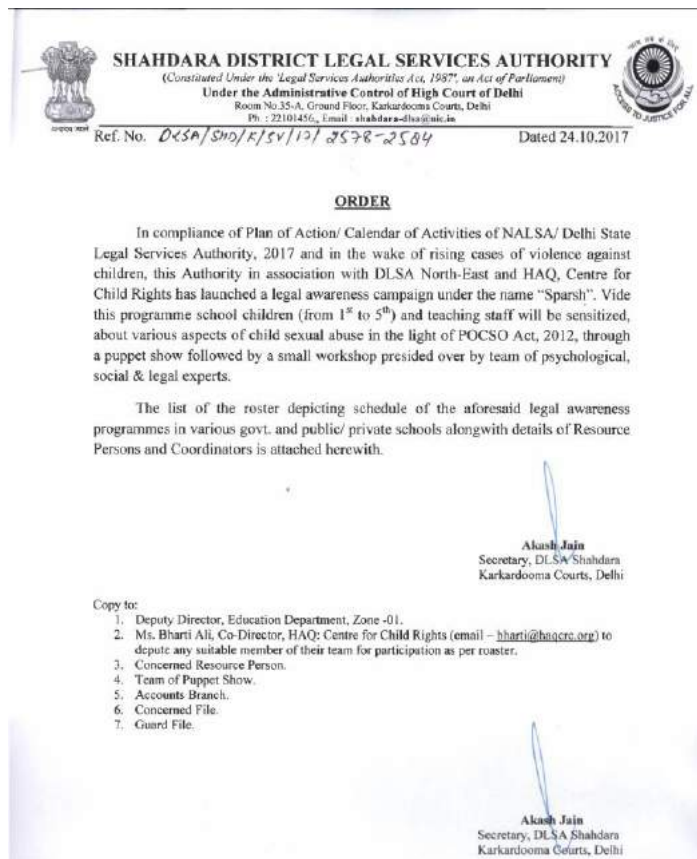 SHAHDARA DISTRICT LEGAL SERVICES AUTHORITY
(Constituted Under the 'Legal Services Authorities Act, 1987', an Act of Parliament)
Under the Administrative Control of High Court of Delhi
Room No.35-A, Ground Floor, Karkardooma Courts, Delhi
Ph. : 22101456,, Email : shahdara-dlsa@nic.in
सत्यमेव जयते
ACCESS TO JUSTICE FOR ALL
Ref. No. DLSA/SHD/K/SV/17/ 2578-2584 Dated 24.10.2017
ORDER
In compliance of Plan of Action/ Calendar of Activities of NALSA/ Delhi State
Legal Services Authority, 2017 and in the wake of rising cases of violence against
children, this Authority in association with DLSA North-East and HAQ, Centre for
Child Rights has launched a legal awareness campaign under the name “Sparsh”. Vide
this programme school children (from 1st to 5th) and teaching staff will be sensitized,
about various aspects of child sexual abuse in the light of POCSO Act, 2012, through
a puppet show followed by a small workshop presided over by team of psychological,
social & legal experts.
The list of the roster depicting schedule of the aforesaid legal awareness
programmes in various govt. and public/ private schools alongwith details of Resource
Persons and Coordinators is attached herewith.
Akash Jain
Secretary, DLSA Shahdara
Karkardooma Courts, Delhi
Copy to:
1. Deputy Director, Education Department, Zone -01.
2. Ms. Bharti Ali, Co-Director, HAQ: Centre for Child Rights (email – bharti@haqcrc.org) to
depute any suitable member of their team for participation as per roaster.
3. Concerned Resource Person.
4. Team of Puppet Show.
5. Accounts Branch.
6. Concerned File.
7. Guard File.
Akash Jain
Secretary, DLSA Shahdara
Karkardooma Courts, Delhi